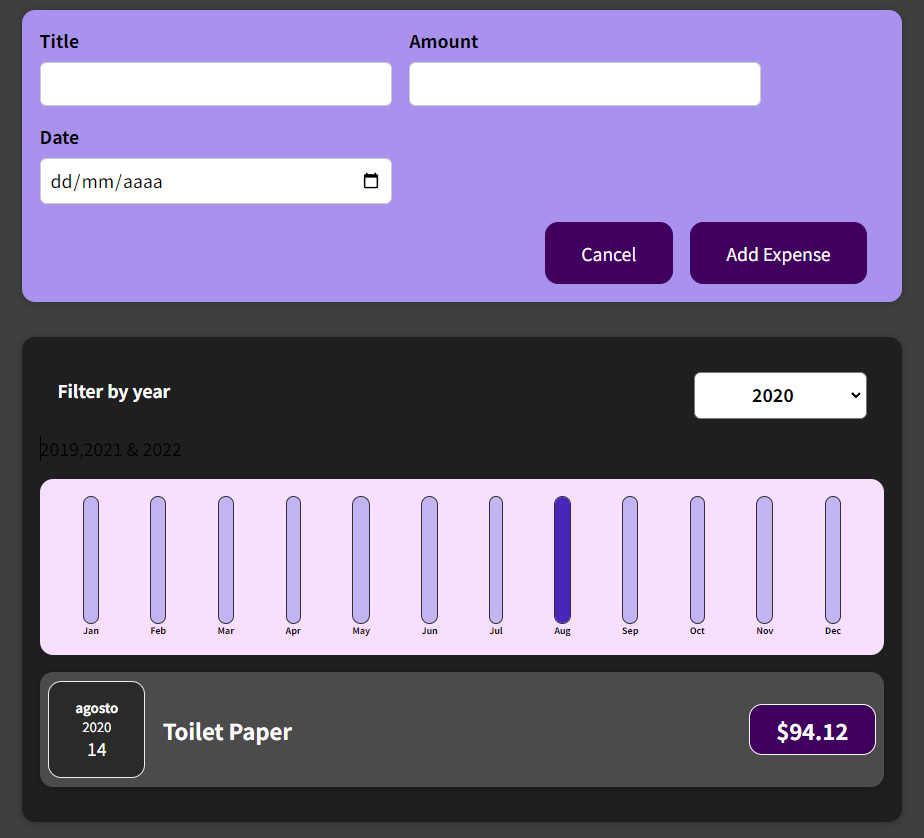 Title Amount
Date
dd/mm/aaaa
Cancel Add Expense
Filter by year 2020
2019,2021 & 2022
Jan Feb Mar Apr May Jun Jul Aug Sep Oct Nov Dec
agosto
2020
14
Toilet Paper
$94.12